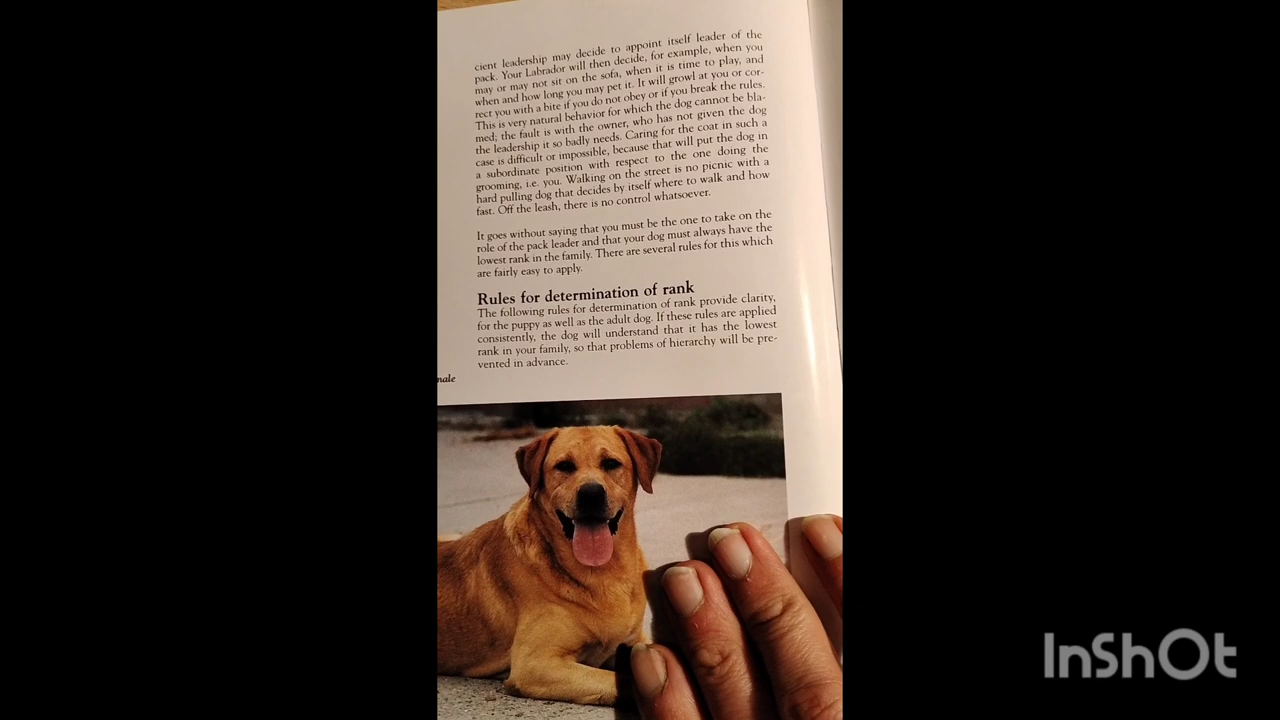 cient leadership may decide to appoint itself leader of the
pack. Your Labrador will then decide, for example, when you
may or may not sit on the sofa, when it is time to play, and
when and how long you may pet it. It will growl at you or cor-
rect you with a bite if you do not obey or if you break the rules.
This is very natural behavior for which the dog cannot be bla-
med; the fault is with the owner, who has not given the dog
the leadership it so badly needs. Caring for the coat in such a
case is difficult or impossible, because that will put the dog in
a subordinate position with respect to the one doing the
grooming, i.e. you. Walking on the street is no picnic with a
hard pulling dog that decides by itself where to walk and how
fast. Off the leash, there is no control whatsoever.
It goes without saying that you must be the one to take on the
role of the pack leader and that your dog must always have the
lowest rank in the family. There are several rules for this which
are fairly easy to apply.
Rules for determination of rank
The following rules for determination of rank provide clarity,
for the puppy as well as the adult dog. If these rules are applied
consistently, the dog will understand that it has the lowest
rank in your family, so that problems of hierarchy will be pre-
vented in advance.
male
InShOt